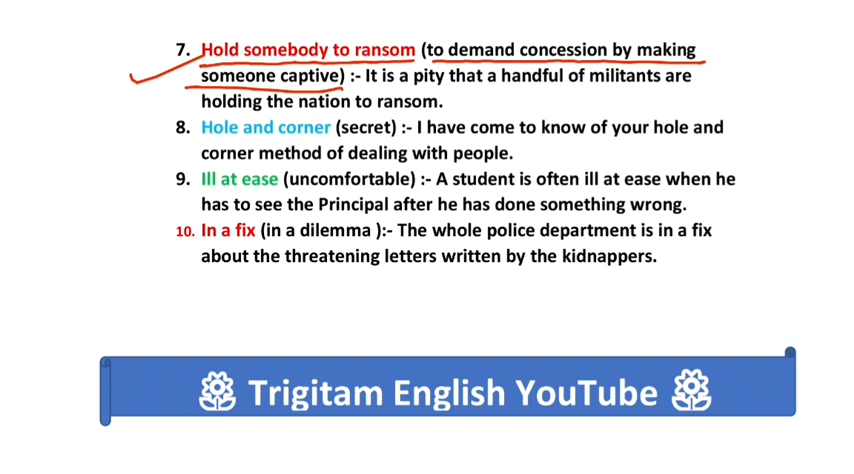 7. Hold somebody to ransom (to demand concession by making
someone captive) :- It is a pity that a handful of militants are
holding the nation to ransom.
8. Hole and corner (secret) :- I have come to know of your hole and
corner method of dealing with people.
9. Ill at ease (uncomfortable) :- A student is often ill at ease when he
has to see the Principal after he has done something wrong.
10. In a fix (in a dilemma ):- The whole police department is in a fix
about the threatening letters written by the kidnappers.
Trigitam English YouTube